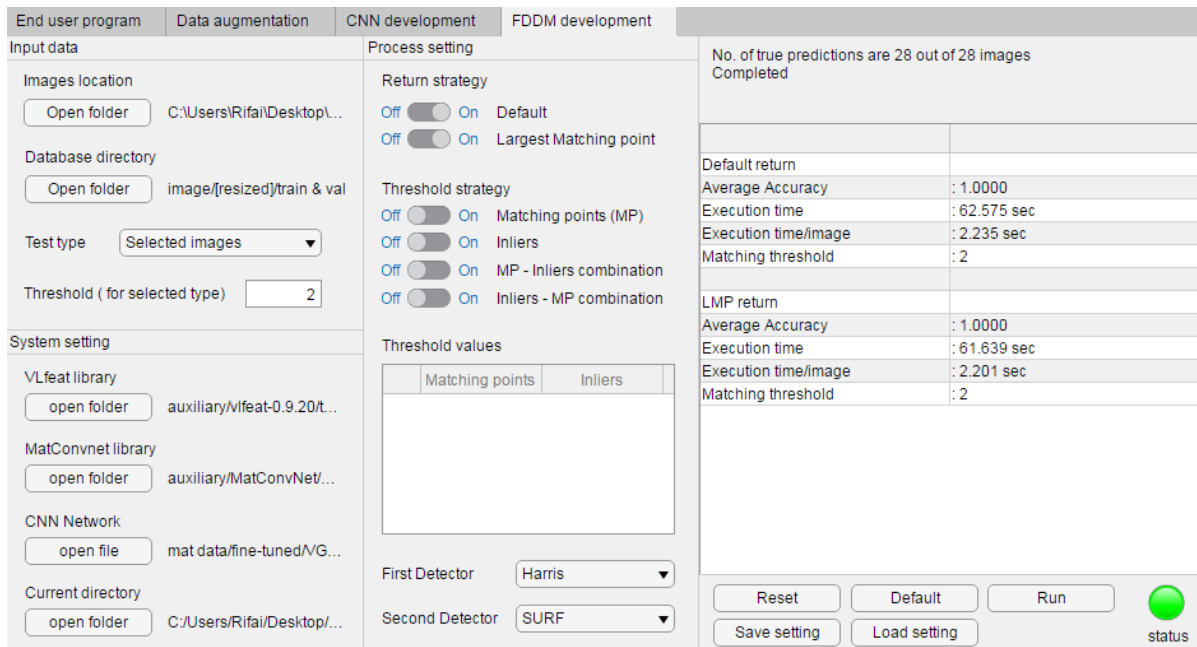 End user program Data augmentation CNN development FDDM development
Input data
Images location
Open folder C:\Users\Rifai\Desktop\...
Database directory
Open folder image/[resized]/train & val
Test type Selected images
Threshold ( for selected type) 2
System setting
VLfeat library
open folder auxiliary/vlfeat-0.9.20/t...
MatConvnet library
open folder auxiliary/MatConvNet/...
CNN Network
open file mat data/fine-tuned/VG...
Current directory
open folder C:/Users/Rifai/Desktop/...
Process setting
Return strategy
Off On Default
Off On Largest Matching point
Threshold strategy
Off On Matching points (MP)
Off On Inliers
Off On MP - Inliers combination
Off On Inliers - MP combination
Threshold values
Matching points Inliers
First Detector Harris
Second Detector SURF
No. of true predictions are 28 out of 28 images
Completed
Default return
Average Accuracy : 1.0000
Execution time : 62.575 sec
Execution time/image : 2.235 sec
Matching threshold : 2
LMP return
Average Accuracy : 1.0000
Execution time : 61.639 sec
Execution time/image : 2.201 sec
Matching threshold : 2
Reset Default Run
Save setting Load setting status